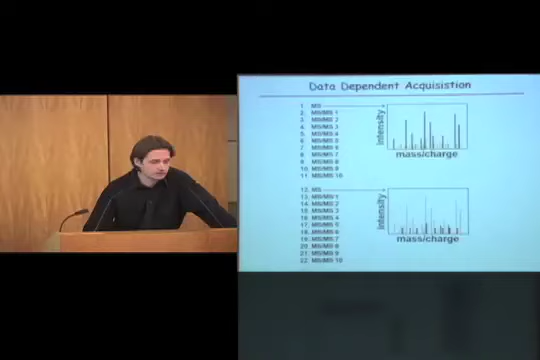 Data Dependent Acquisistion
1. MS
2. MS/MS 1
3. MS/MS 2
4. MS/MS 3
5. MS/MS 4
6. MS/MS 5
7. MS/MS 6
8. MS/MS 7
9. MS/MS 8
10. MS/MS 9
11. MS/MS 10
intensity
mass/charge
12. MS
13. MS/MS 1
14. MS/MS 2
15. MS/MS 3
16. MS/MS 4
17. MS/MS 5
18. MS/MS 6
19. MS/MS 7
20. MS/MS 8
21. MS/MS 9
22. MS/MS 10
intensity
mass/charge